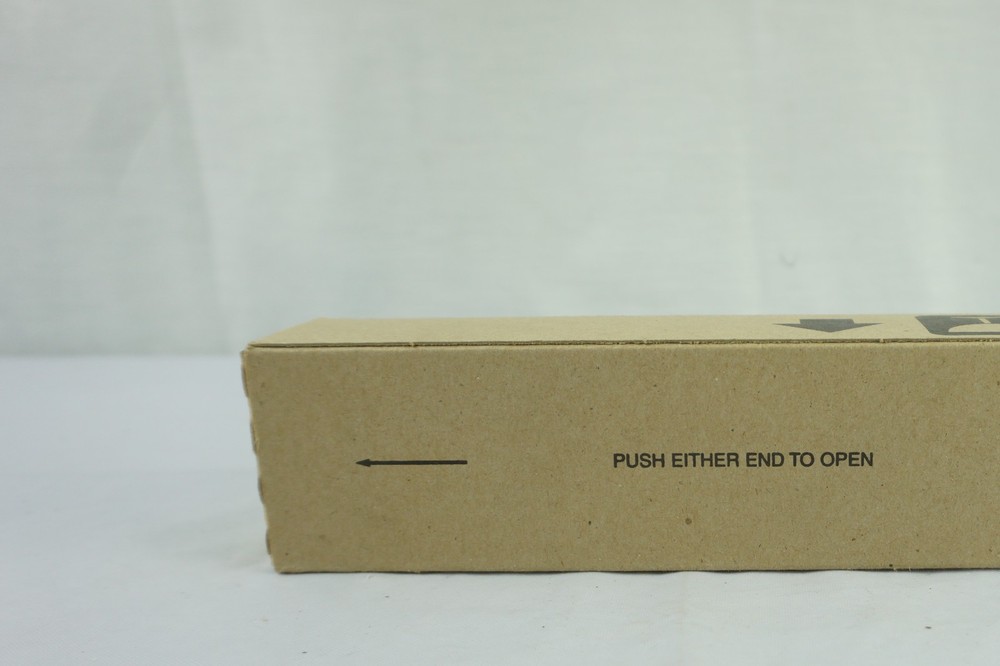 PUSH EITHER END TO OPEN